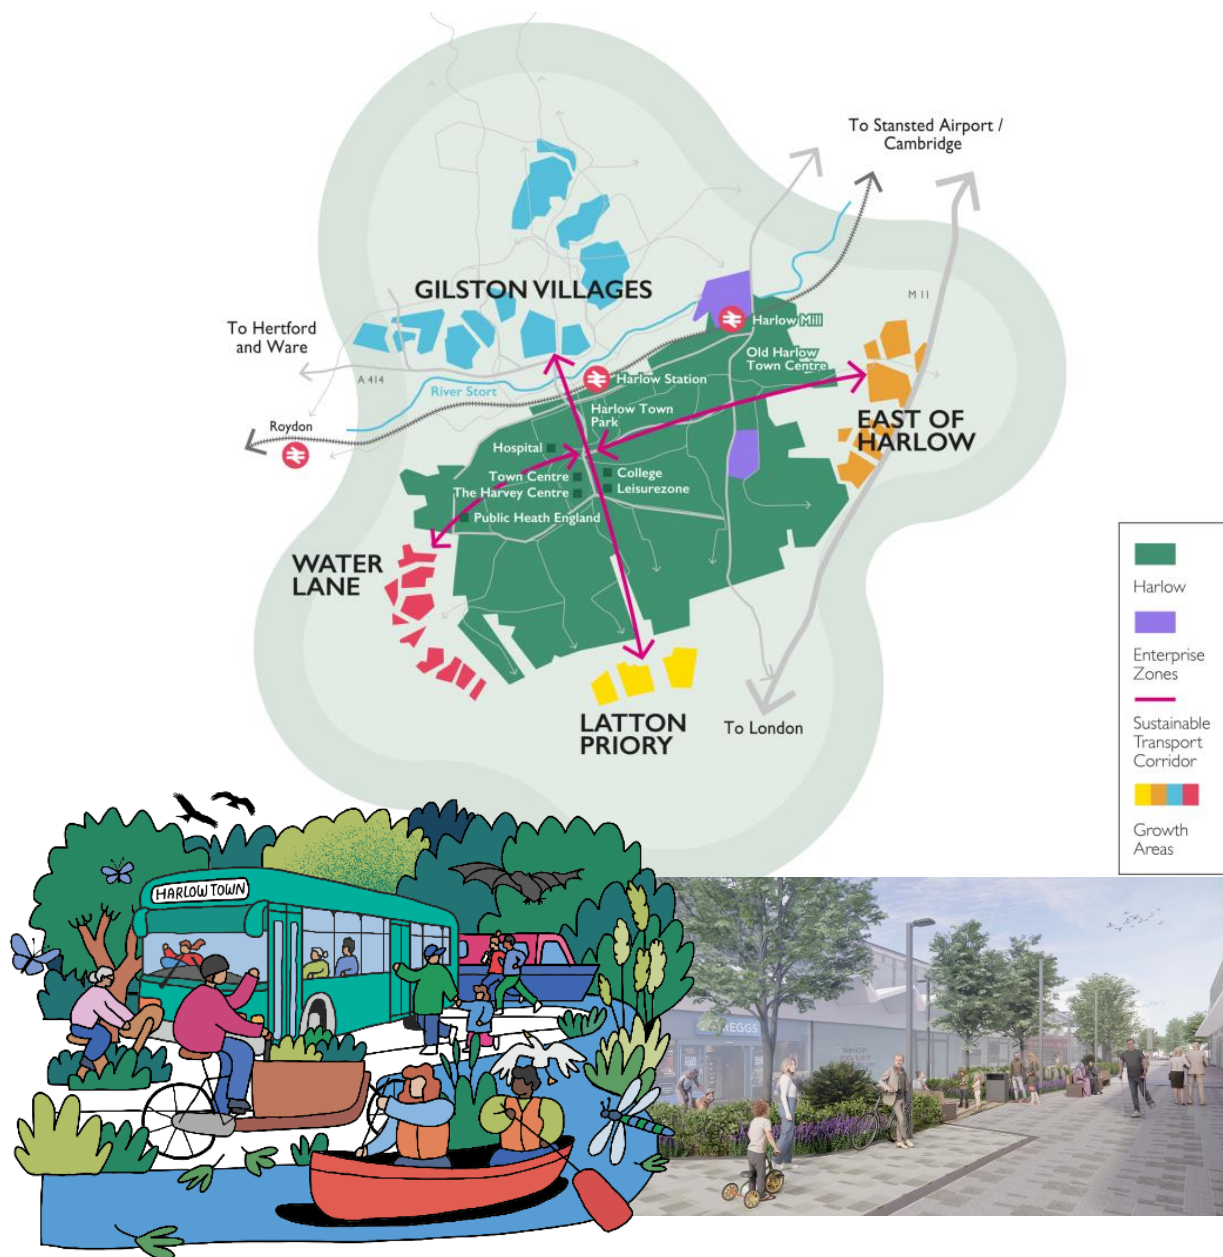 To Stansted Airport /
Cambridge
GILSTON VILLAGES
M 11
To Hertford
and Ware
Harlow Mill
A 414
River Stort
Harlow Station
Old Harlow
Town Centre
Roydon
Harlow Town
Park
EAST OF
HARLOW
Hospital
Town Centre
The Harvey Centre
College
Leisurezone
Public Heath England
WATER
LANE
LATTON
PRIORY
To London
Harlow
Enterprise
Zones
Sustainable
Transport
Corridor
Growth
Areas
HARLOW TOWN
SHOP